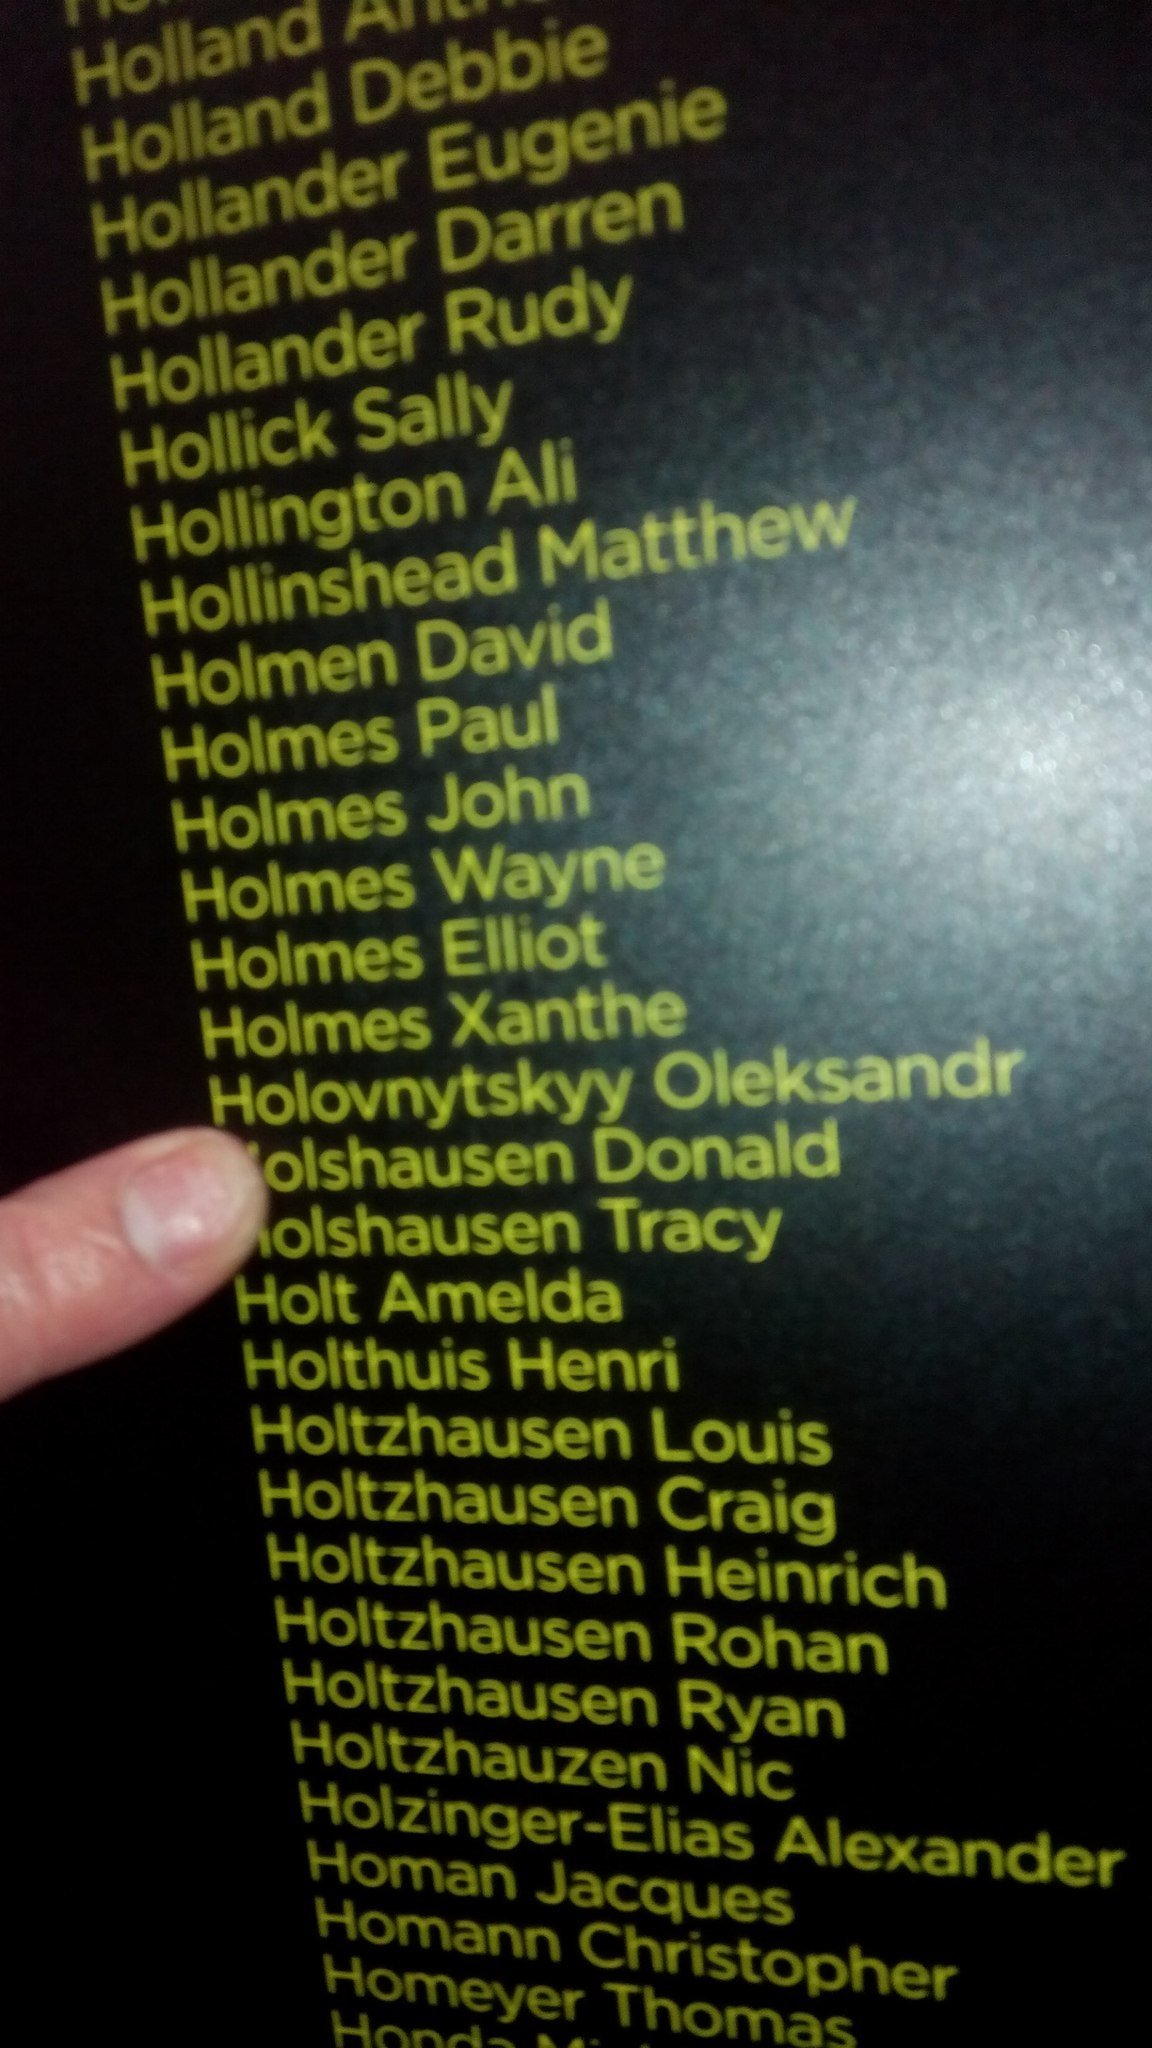 Holland
Holland Debbie
Hollander Eugenie
Hollander Darren
Hollander Rudy
Hollick Sally
Hollington Ali
Hollinshead Matthew
Holmen David
Holmes Paul
Holmes John
Holmes Wayne
Holmes Elliot
Holmes Xanthe
Holovnytskyy Oleksandr
olshausen Donald
olshausen Tracy
Holt Amelda
Holthuis Henri
Holtzhausen Louis
Holtzhausen Craig
Holtzhausen Heinrich
Holtzhausen Rohan
Holtzhausen Ryan
Holtzhauzen Nic
Holzinger-Elias Alexander
Homan Jacques
Homann Christopher
Homeyer Thomas
Honda